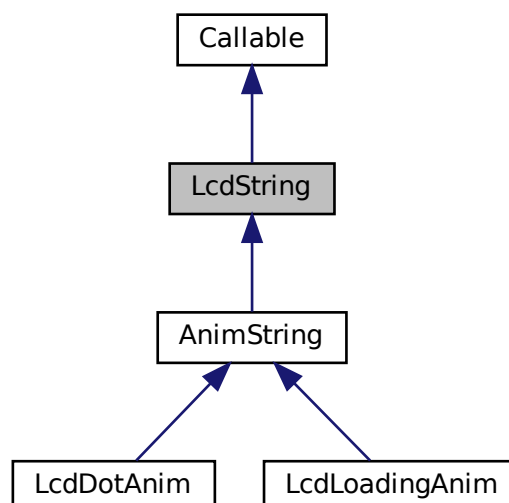 Callable
LcdString
AnimString
LcdDotAnim
LcdLoadingAnim